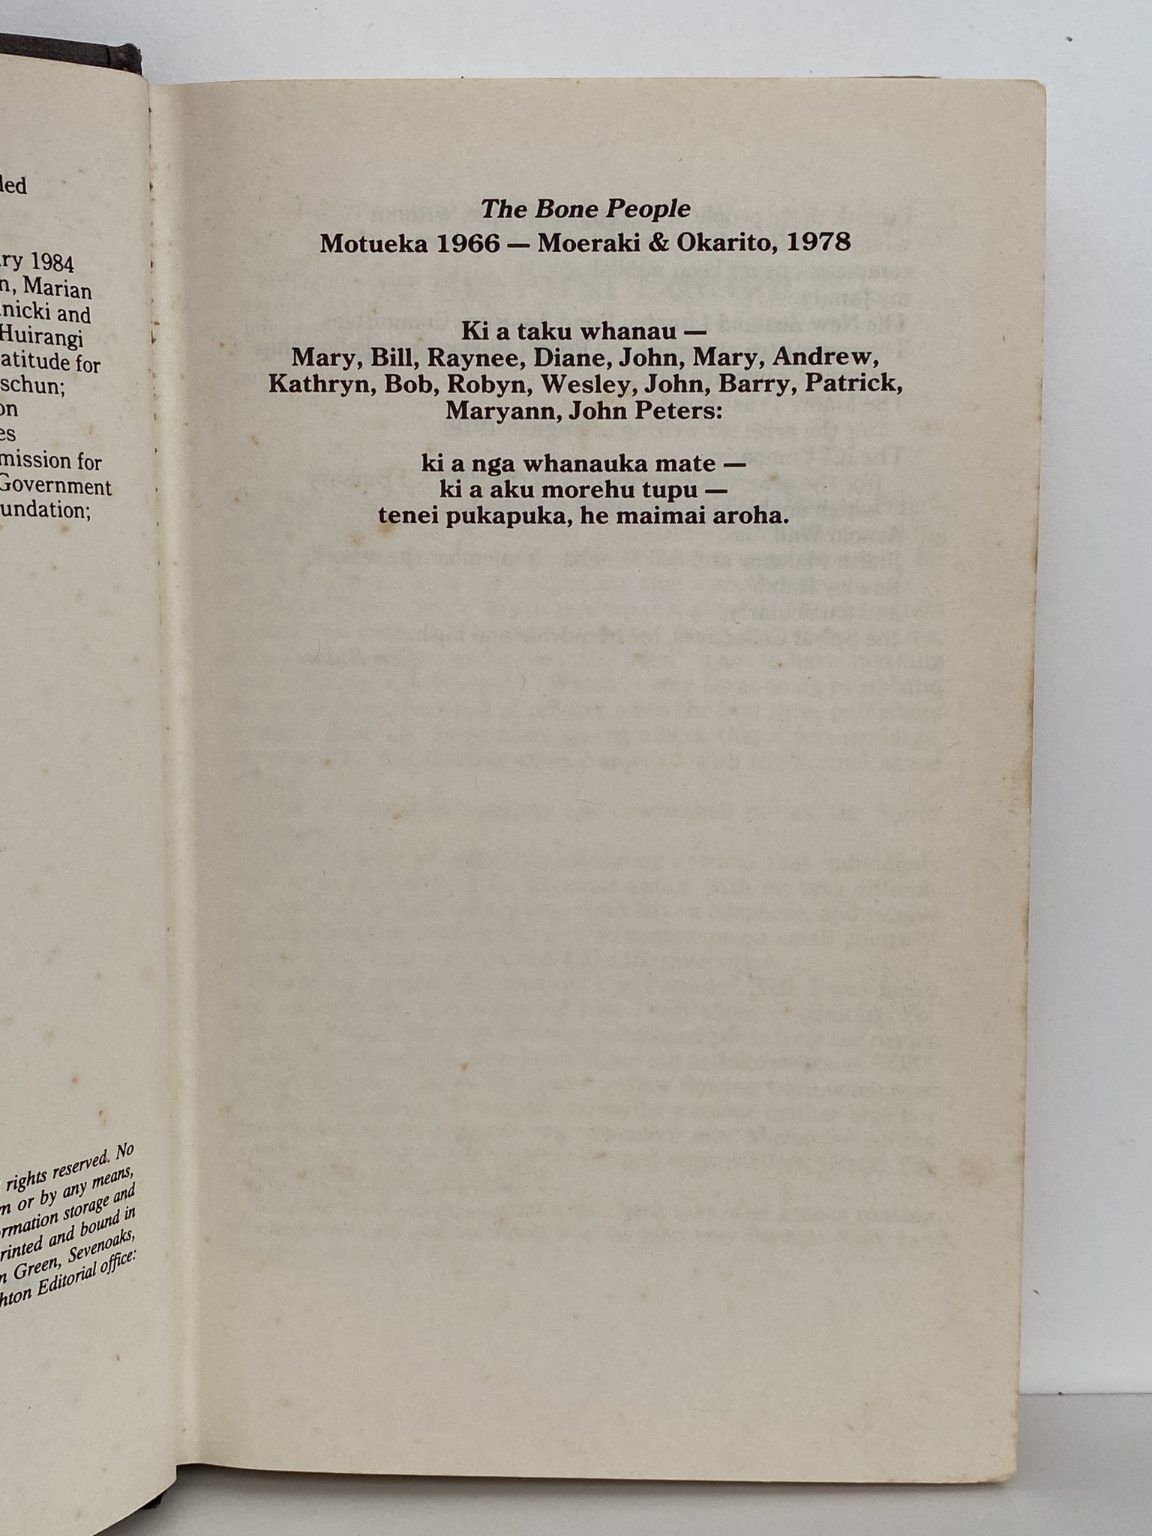 led
ry 1984
n, Marian
nicki and
Huirangi
atitude for
schun;
on
es
mission for
Government
undation;
rights reserved. No
m or by any means,
ormation storage and
rinted and bound in
n Green, Sevenoaks,
hton Editorial office:
The Bone People
Motueka 1966 — Moeraki & Okarito, 1978
Ki a taku whanau —
Mary, Bill, Raynee, Diane, John, Mary, Andrew,
Kathryn, Bob, Robyn, Wesley, John, Barry, Patrick,
Maryann, John Peters:
ki a nga whanauka mate —
ki a aku morehu tupu —
tenei pukapuka, he maimai aroha.